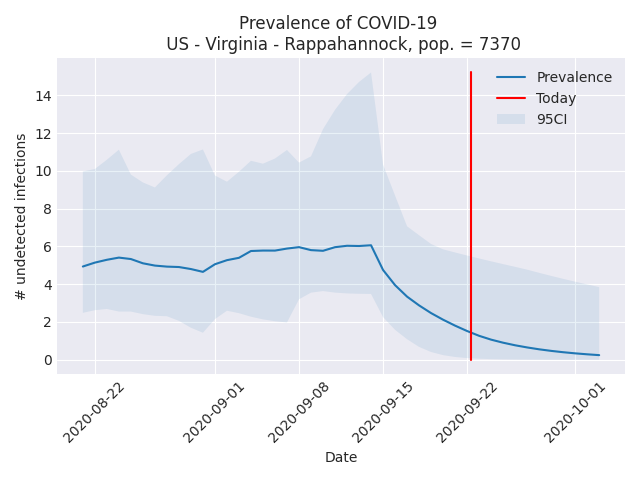 Prevalence of COVID-19
US - Virginia - Rappahannock, pop. = 7370
Prevalence
Today
95CI
# undetected infections
14
12
10
8
6
4
2
0
2020-08-22
2020-09-01
2020-09-08
2020-09-15
2020-09-22
2020-10-01
Date